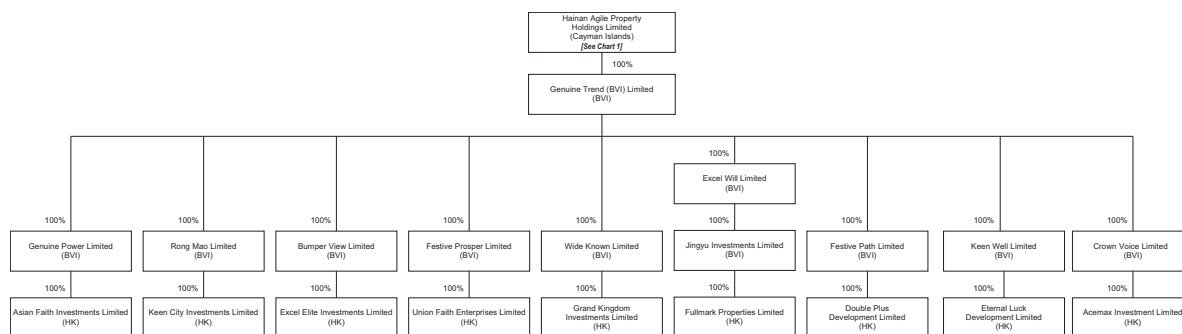 Hainan Agile Property
Holdings Limited
(Cayman Islands)
[See Chart 1]
100%
Genuine Trend (BVI) Limited
(BVI)
100%
Excel Will Limited
(BVI)
100%
100%
100%
100%
100%
100%
100%
100%
100%
Genuine Power Limited
(BVI)
Rong Mao Limited
(BVI)
Bumper View Limited
(BVI)
Festive Prosper Limited
(BVI)
Wide Known Limited
(BVI)
Jingyu Investments Limited
(BVI)
Festive Path Limited
(BVI)
Keen Well Limited
(BVI)
Crown Voice Limited
(BVI)
100%
100%
100%
100%
100%
100%
100%
100%
100%
Asian Faith Investments Limited
(HK)
Keen City Investments Limited
(HK)
Excel Elite Investments Limited
(HK)
Union Faith Enterprises Limited
(HK)
Grand Kingdom
Investments Limited
(HK)
Fullmark Properties Limited
(HK)
Double Plus
Development Limited
(HK)
Eternal Luck
Development Limited
(HK)
Acemax Investment Limited
(HK)